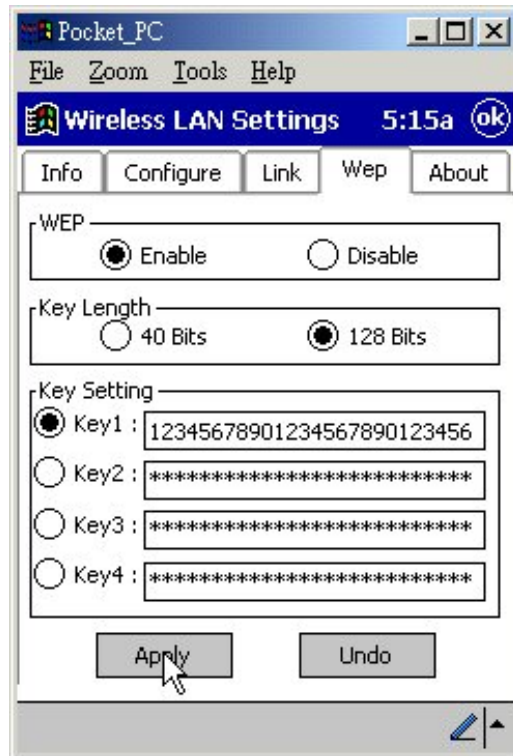 Pocket_PC
File Zoom Tools Help
Wireless LAN Settings 5:15a ok
Info Configure Link Wep About
WEP
Enable Disable
Key Length
40 Bits 128 Bits
Key Setting
Key1 : 12345678901234567890123456
Key2 : **************************
Key3 : **************************
Key4 : **************************
Apply Undo